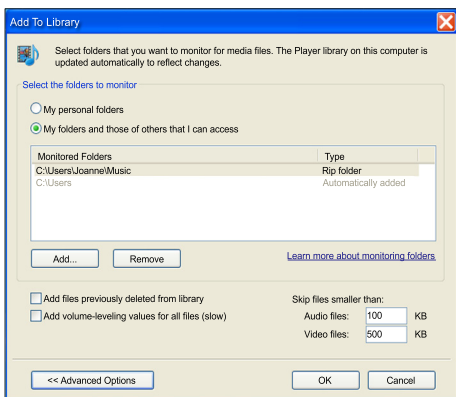 Add To Library
Select folders that you want to monitor for media files. The Player library on this computer is
updated automatically to reflect changes.
Select the folders to monitor
My personal folders
My folders and those of others that I can access
Monitored Folders Type
C:\Users\Joanne\Music Rip folder
C:\Users Automatically added
Add... Remove Learn more about monitoring folders
Add files previously deleted from library Skip files smaller than:
Add volume-leveling values for all files (slow) Audio files: 100 KB
Video files: 500 KB
<< Advanced Options OK Cancel